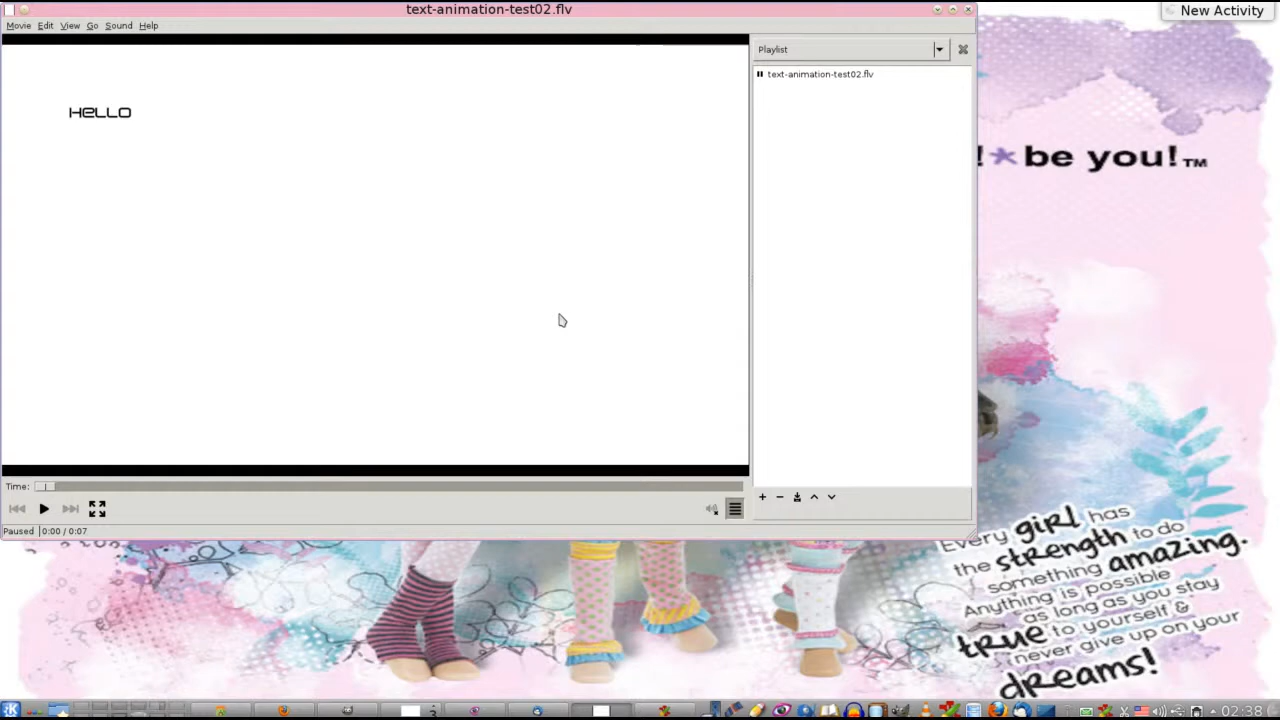 text-animation-test02.flv
New Activity
Movie Edit View Go Sound Help
Playlist
text-animation-test02.flv
HELLO
! be you!TM
Time:
Paused 0:00 / 0:07
Every girl has
the strength to do
something amazing.
Anything is possible
as long as you stay
true to yourself &
never give up on your
dreams!
02:38